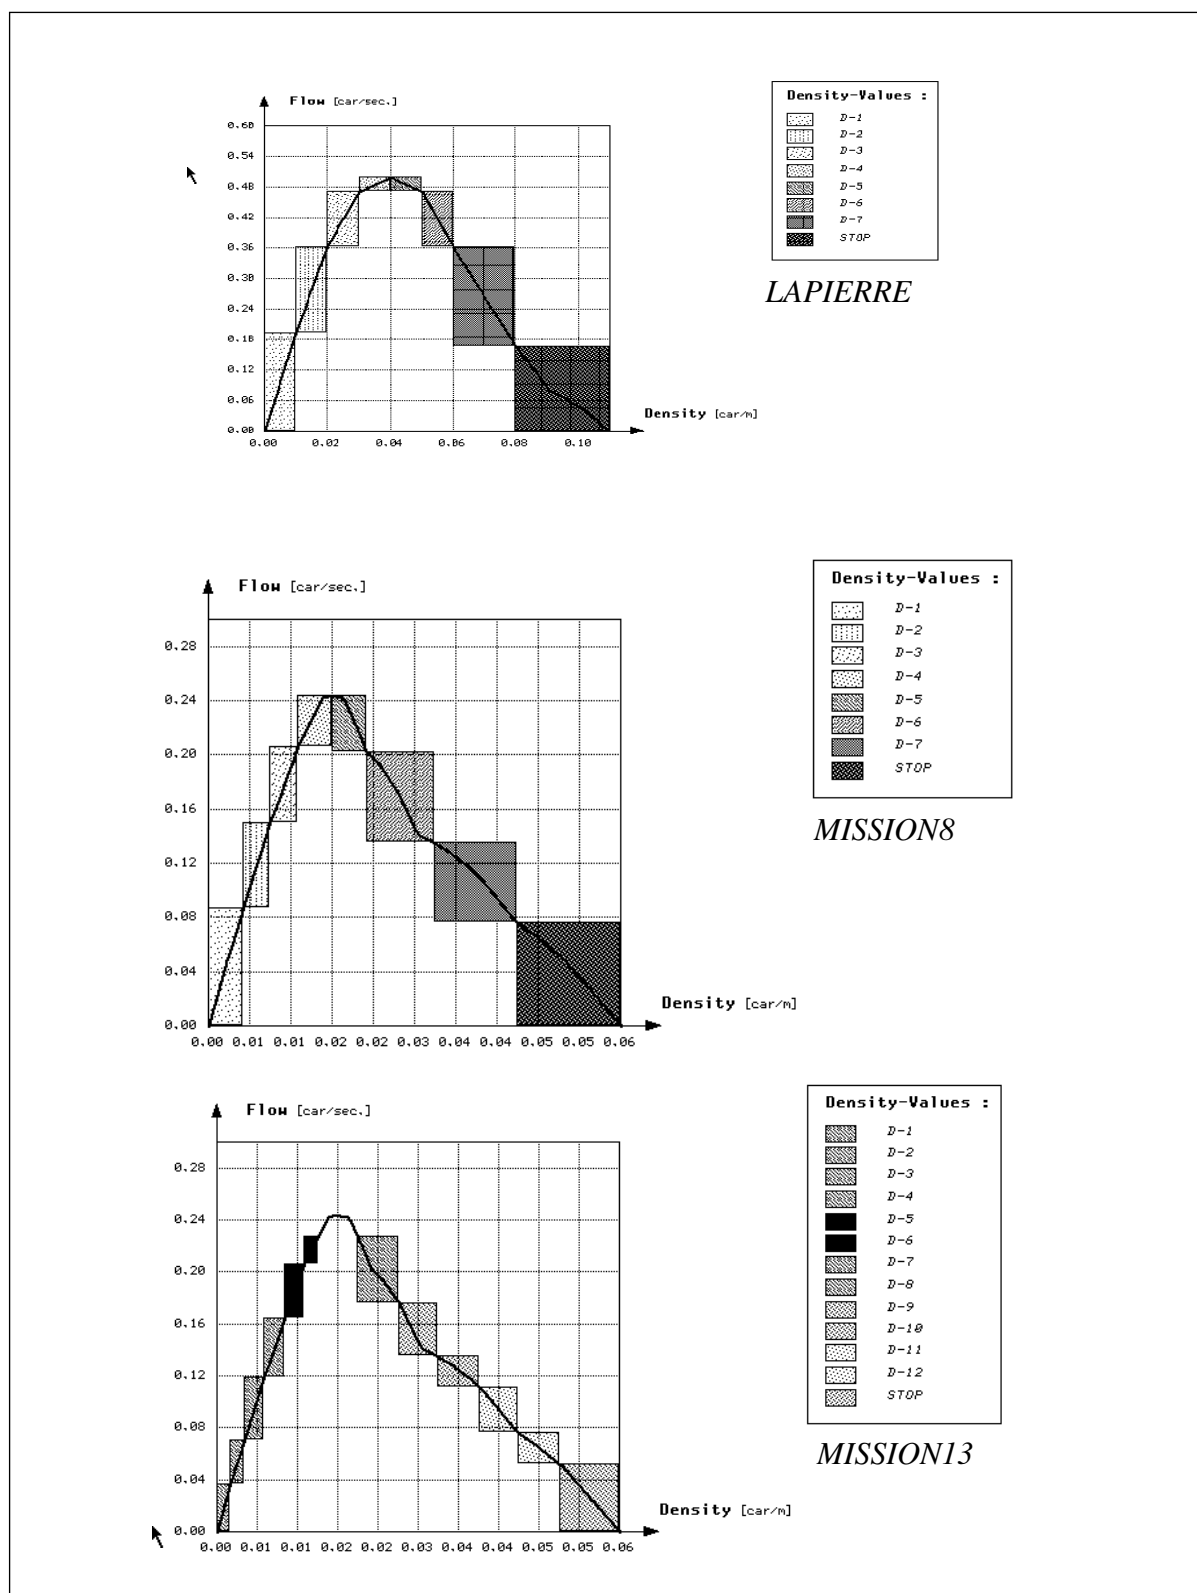 Flow [car/sec.]
0.60
0.54
0.48
0.42
0.36
0.30
0.24
0.18
0.12
0.06
0.00
0.00 0.02 0.04 0.06 0.08 0.10
Density [car/m]
Density-Values :
D-1
D-2
D-3
D-4
D-5
D-6
D-7
STOP
LAPIERRE
Flow [car/sec.]
0.28
0.24
0.20
0.16
0.12
0.08
0.04
0.00
0.00 0.01 0.01 0.02 0.02 0.03 0.04 0.04 0.05 0.05 0.06
Density [car/m]
Density-Values :
D-1
D-2
D-3
D-4
D-5
D-6
D-7
STOP
MISSION8
Flow [car/sec.]
0.28
0.24
0.20
0.16
0.12
0.08
0.04
0.00
0.00 0.01 0.01 0.02 0.02 0.03 0.04 0.04 0.05 0.05 0.06
Density [car/m]
Density-Values :
D-1
D-2
D-3
D-4
D-5
D-6
D-7
D-8
D-9
D-10
D-11
D-12
STOP
MISSION13